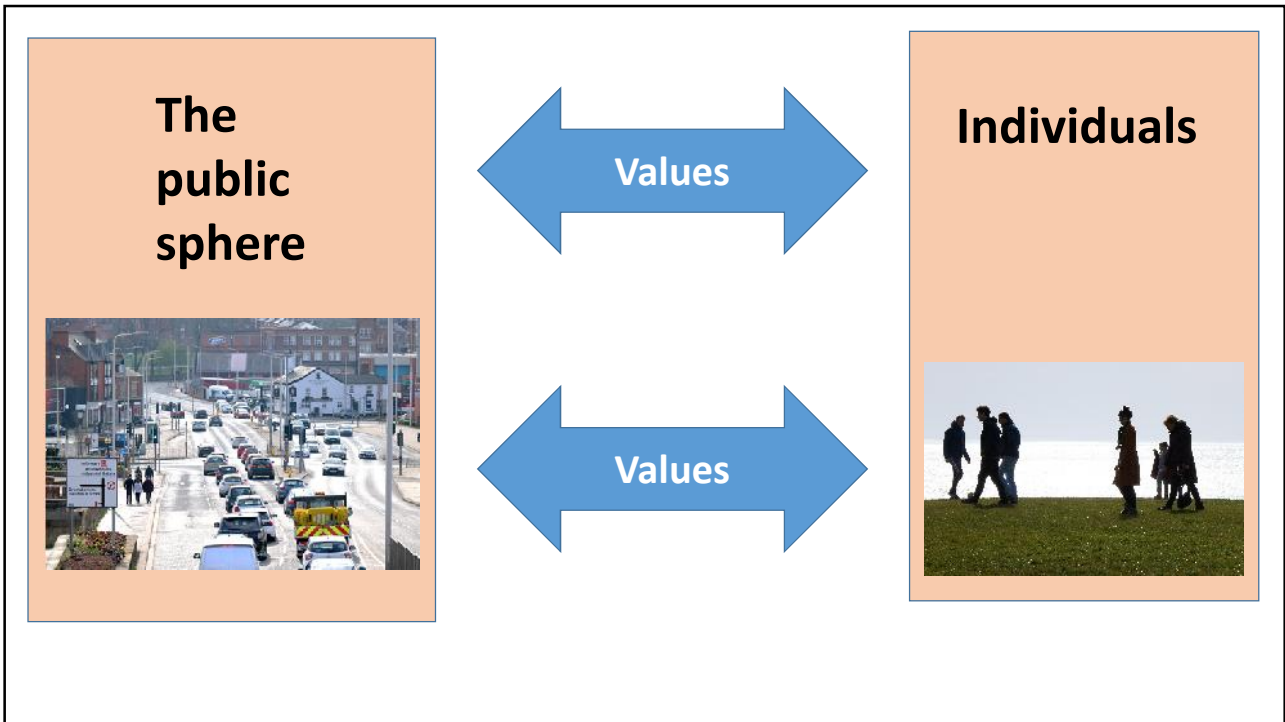 The
public
sphere
Values
Individuals
Values